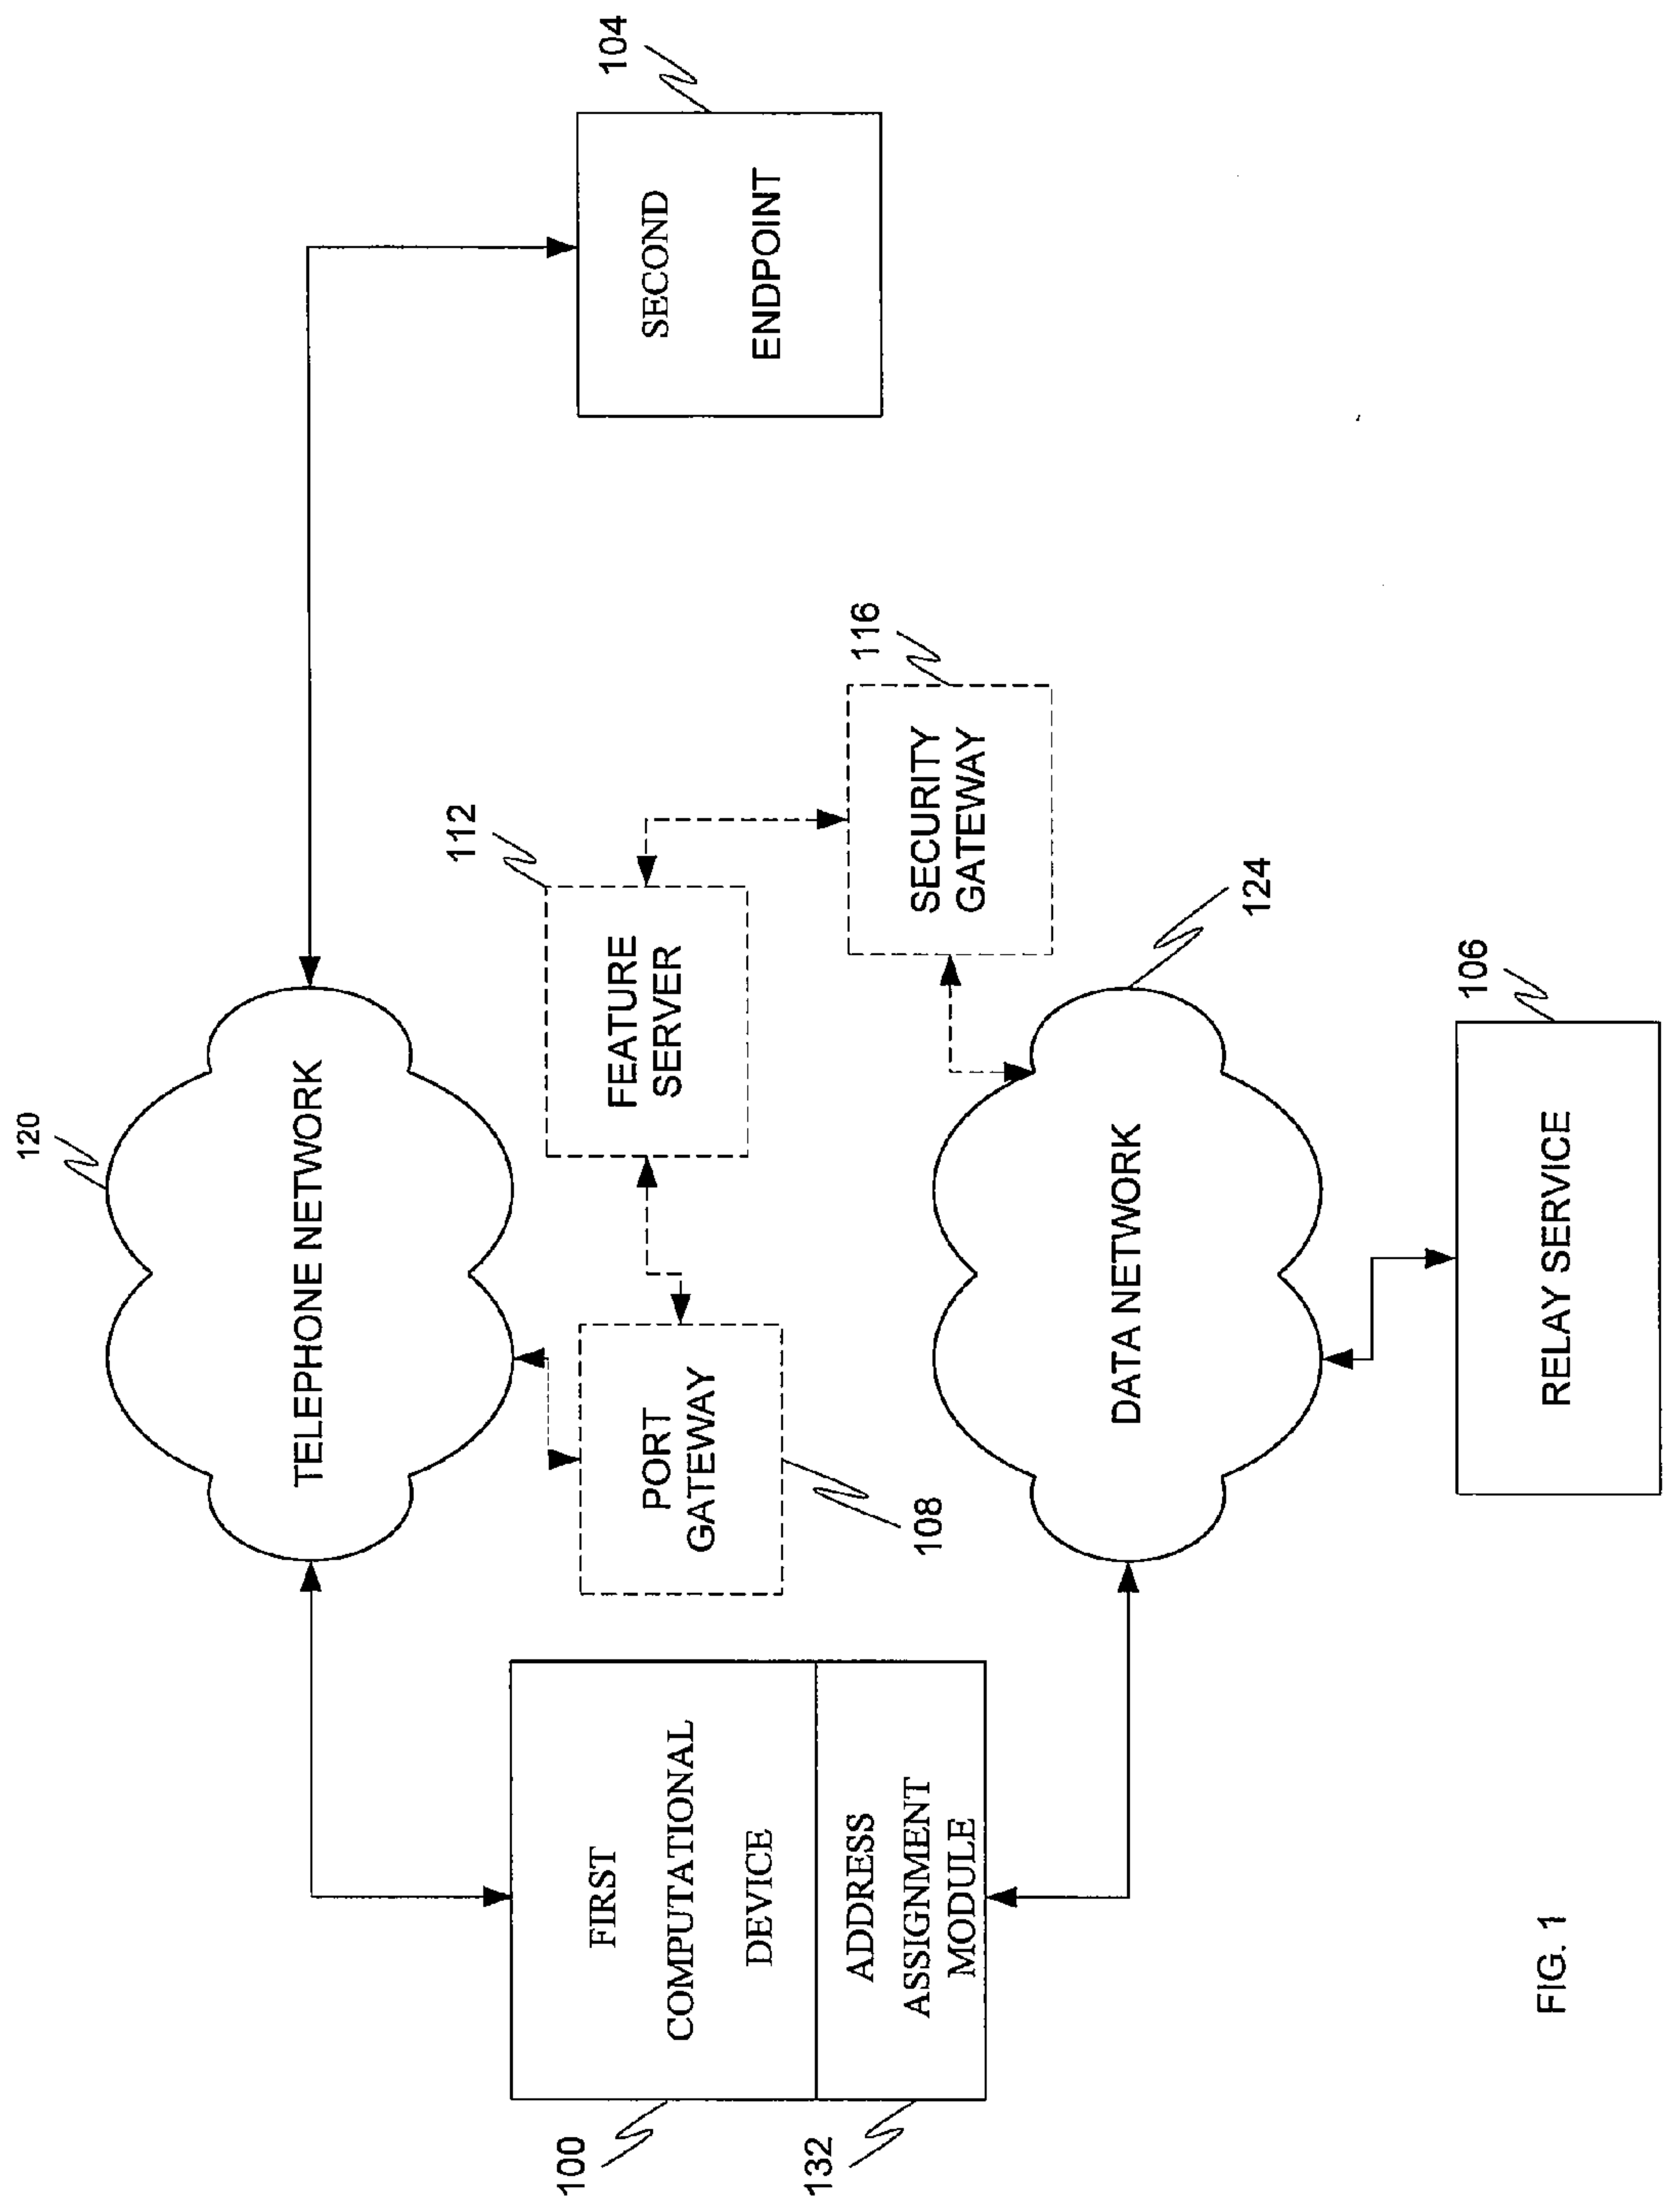 120
TELEPHONE NETWORK
104
SECOND
ENDPOINT
112
FEATURE
SERVER
PORT
GATEWAY
108
116
SECURITY
GATEWAY
FIRST
COMPUTATIONAL
DEVICE
100
ADDRESS
ASSIGNMENT
MODULE
132
124
DATA NETWORK
106
RELAY SERVICE
FIG. 1